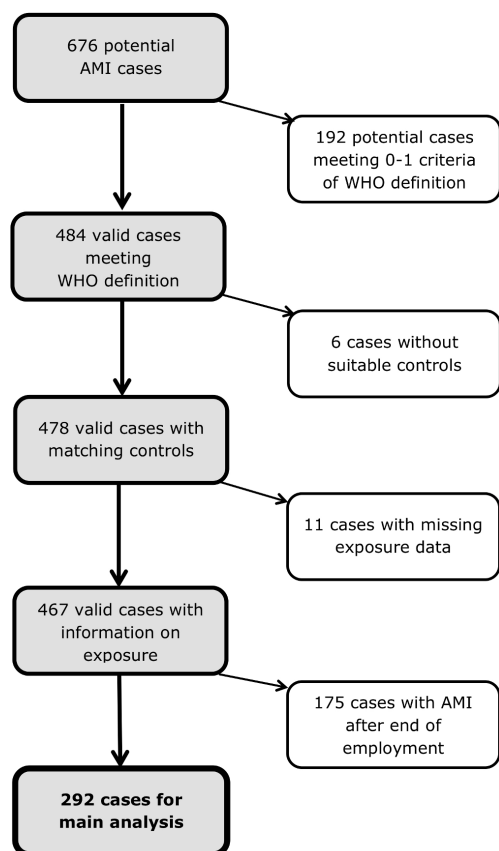 676 potential
AMI cases
192 potential cases
meeting 0-1 criteria
of WHO definition
484 valid cases
meeting
WHO definition
6 cases without
suitable controls
478 valid cases with
matching controls
11 cases with missing
exposure data
467 valid cases with
information on
exposure
175 cases with AMI
after end of
employment
292 cases for
main analysis